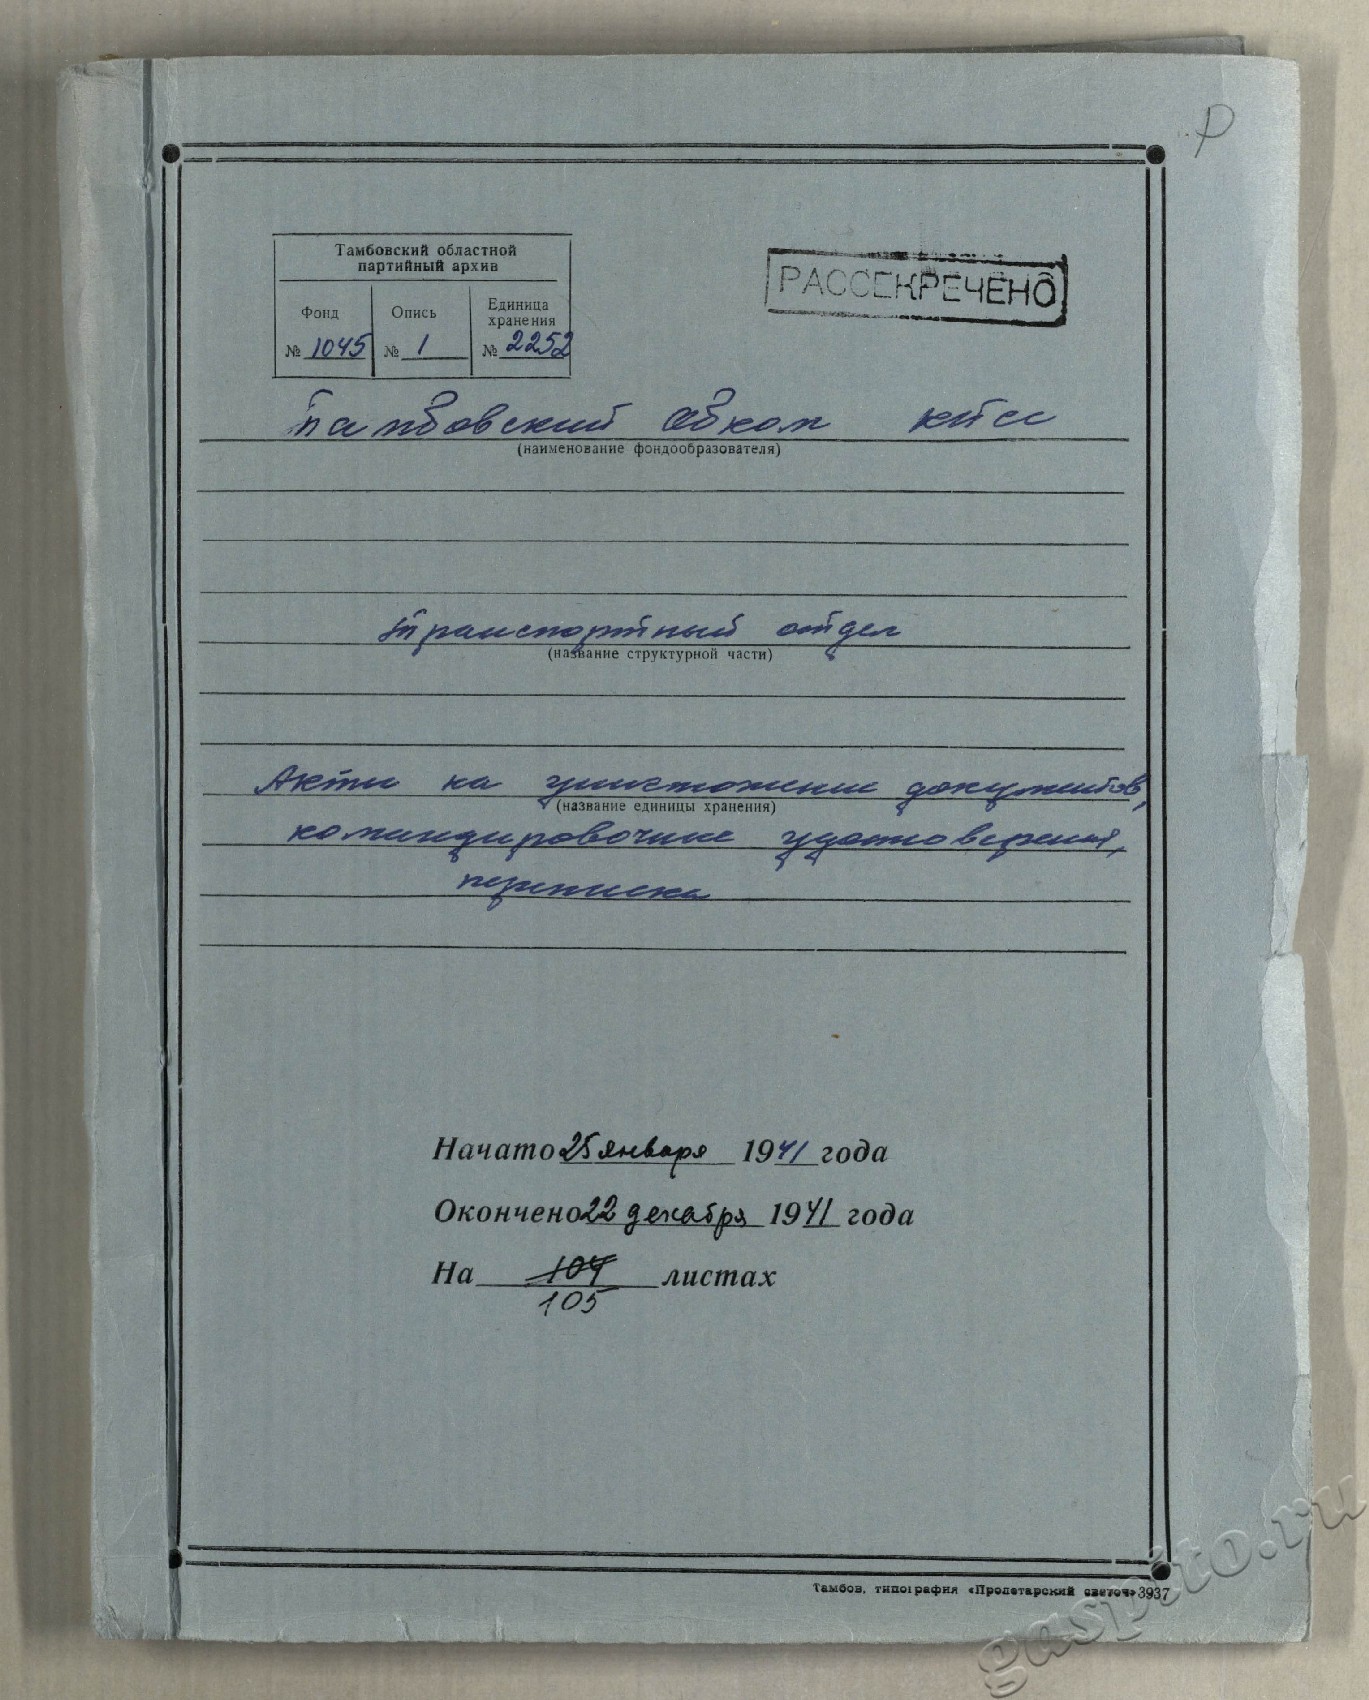 Р
Тамбовский областной
партийный архив
Фонд
№ 1045
Опись
№ 1
Единица
хранения
№ 2252
РАССЕКРЕЧЕНО
Тамбовский обком КПСС
(наименование фондообразователя)
транспортный отдел
(название структурной части)
Акты на уничтожение документов,
(название единицы хранения)
командировочные удостоверения,
переписка
Начато 25 января 1941 года
Окончено 22 декабря 1941 года
На 104 листах
105
Тамбов, типография «Пролетарский светоч» 3937
gaspito.ru